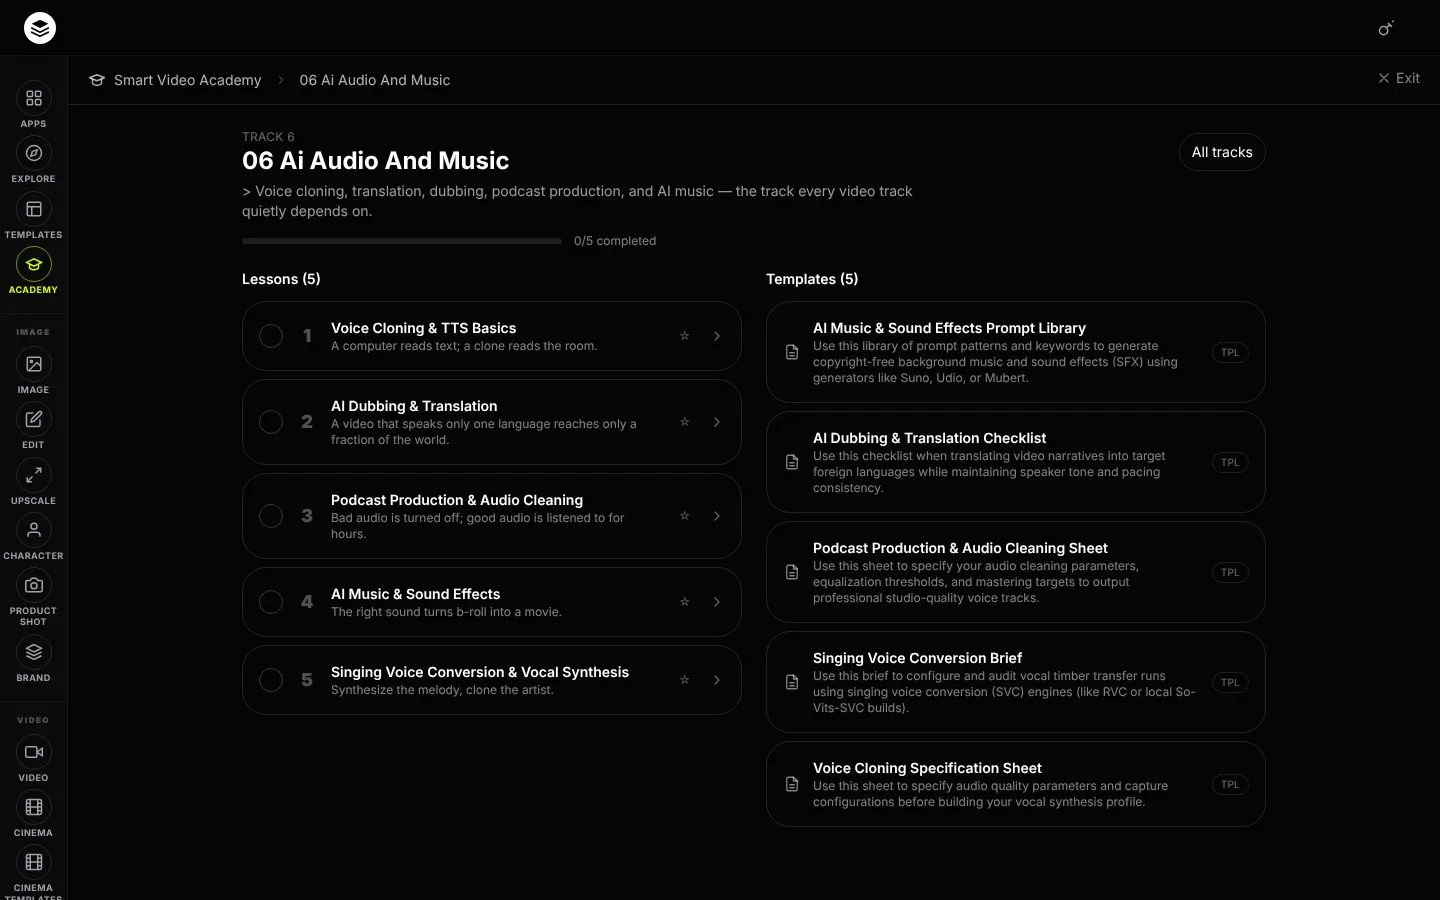 Smart Video Academy
06 Ai Audio And Music
Exit
APPS
EXPLORE
TEMPLATES
ACADEMY
IMAGE
IMAGE
EDIT
UPSCALE
CHARACTER
PRODUCT
SHOT
BRAND
VIDEO
VIDEO
CINEMA
CINEMA
TEMPLATES
TRACK 6
06 Ai Audio And Music
All tracks
> Voice cloning, translation, dubbing, podcast production, and AI music — the track every video track
quietly depends on.
0/5 completed
Lessons (5)
1
Voice Cloning & TTS Basics
A computer reads text; a clone reads the room.
2
AI Dubbing & Translation
A video that speaks only one language reaches only a
fraction of the world.
3
Podcast Production & Audio Cleaning
Bad audio is turned off; good audio is listened to for
hours.
4
AI Music & Sound Effects
The right sound turns b-roll into a movie.
5
Singing Voice Conversion & Vocal Synthesis
Synthesize the melody, clone the artist.
Templates (5)
AI Music & Sound Effects Prompt Library
Use this library of prompt patterns and keywords to generate
copyright-free background music and sound effects (SFX) using
generators like Suno, Udio, or Mubert.
TPL
AI Dubbing & Translation Checklist
Use this checklist when translating video narratives into target
foreign languages while maintaining speaker tone and pacing
consistency.
TPL
Podcast Production & Audio Cleaning Sheet
Use this sheet to specify your audio cleaning parameters,
equalization thresholds, and mastering targets to output
professional studio-quality voice tracks.
TPL
Singing Voice Conversion Brief
Use this brief to configure and audit vocal timber transfer runs
using singing voice conversion (SVC) engines (like RVC or local So-
Vits-SVC builds).
TPL
Voice Cloning Specification Sheet
Use this sheet to specify audio quality parameters and capture
configurations before building your vocal synthesis profile.
TPL